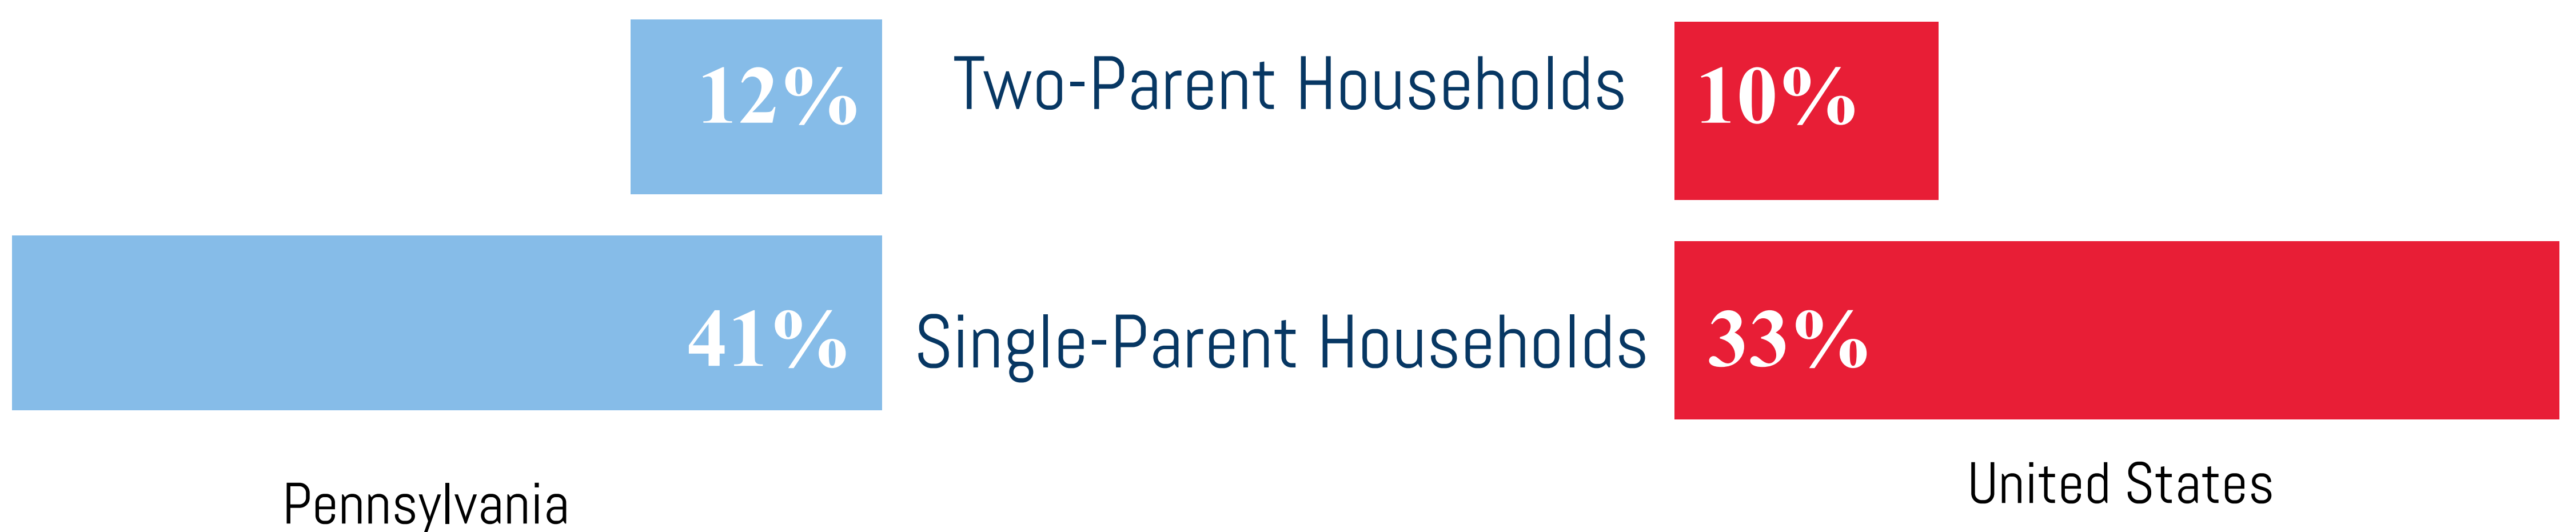 12% Two-Parent Households 10%
41% Single-Parent Households 33%
Pennsylvania United States